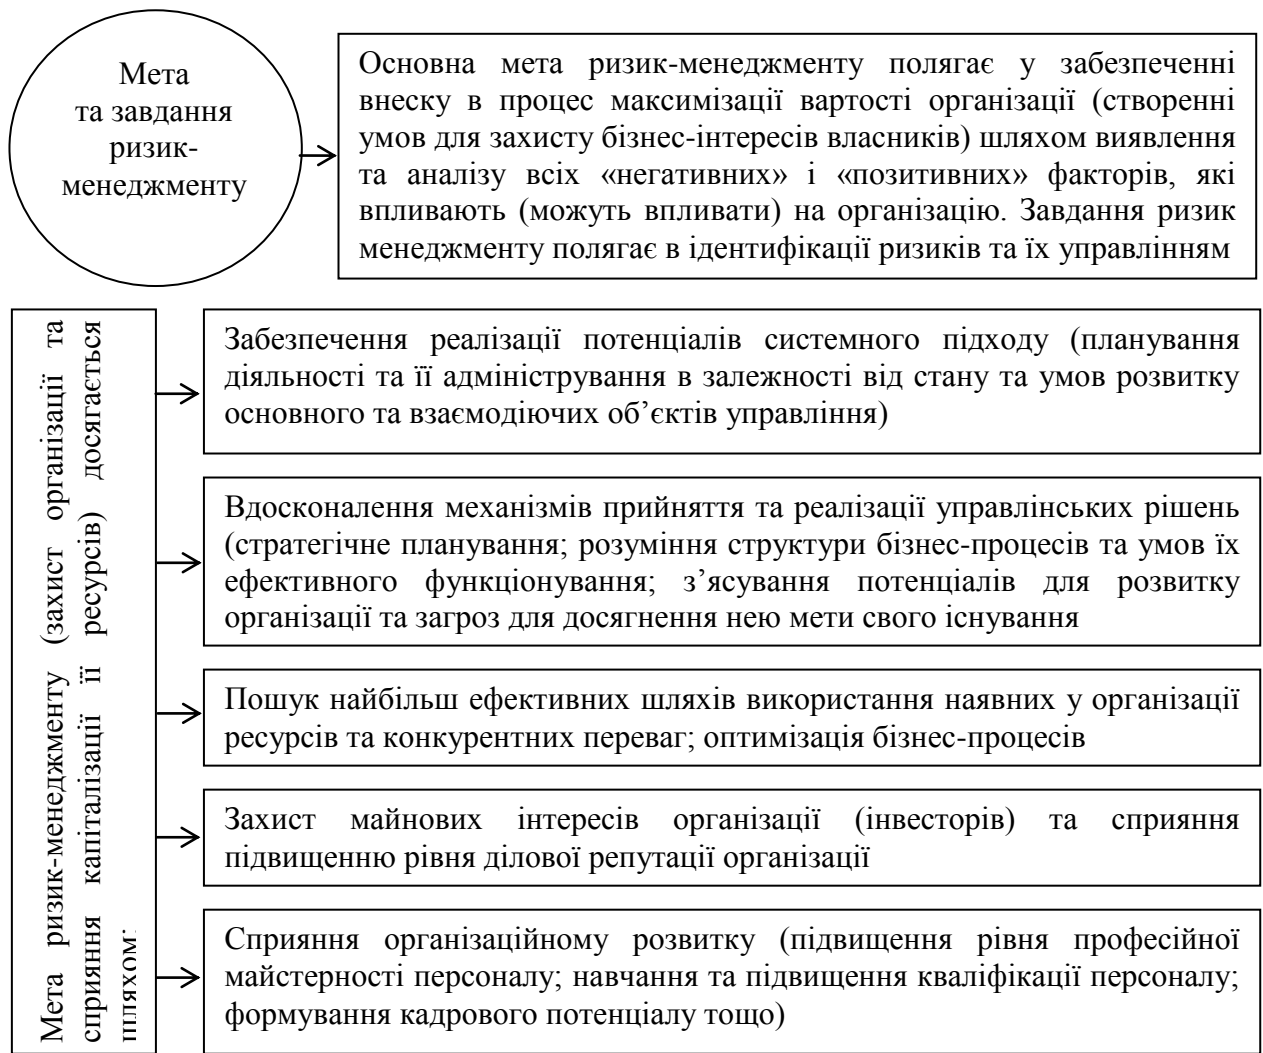 Мета
та завдання
ризик-
менеджменту
Основна мета ризик-менеджменту полягає у забезпеченні
внеску в процес максимізації вартості організації (створенні
умов для захисту бізнес-інтересів власників) шляхом виявлення
та аналізу всіх «негативних» і «позитивних» факторів, які
впливають (можуть впливати) на організацію. Завдання ризик
менеджменту полягає в ідентифікації ризиків та їх управлінням
Мета ризик-менеджменту (захист організації та
сприяння капіталізації її ресурсів) досягається
шляхом:
Забезпечення реалізації потенціалів системного підходу (планування
діяльності та її адміністрування в залежності від стану та умов розвитку
основного та взаємодіючих об’єктів управління)
Вдосконалення механізмів прийняття та реалізації управлінських рішень
(стратегічне планування; розуміння структури бізнес-процесів та умов їх
ефективного функціонування; з’ясування потенціалів для розвитку
організації та загроз для досягнення нею мети свого існування
Пошук найбільш ефективних шляхів використання наявних у організації
ресурсів та конкурентних переваг; оптимізація бізнес-процесів
Захист майнових інтересів організації (інвесторів) та сприяння
підвищенню рівня ділової репутації організації
Сприяння організаційному розвитку (підвищення рівня професійної
майстерності персоналу; навчання та підвищення кваліфікації персоналу;
формування кадрового потенціалу тощо)